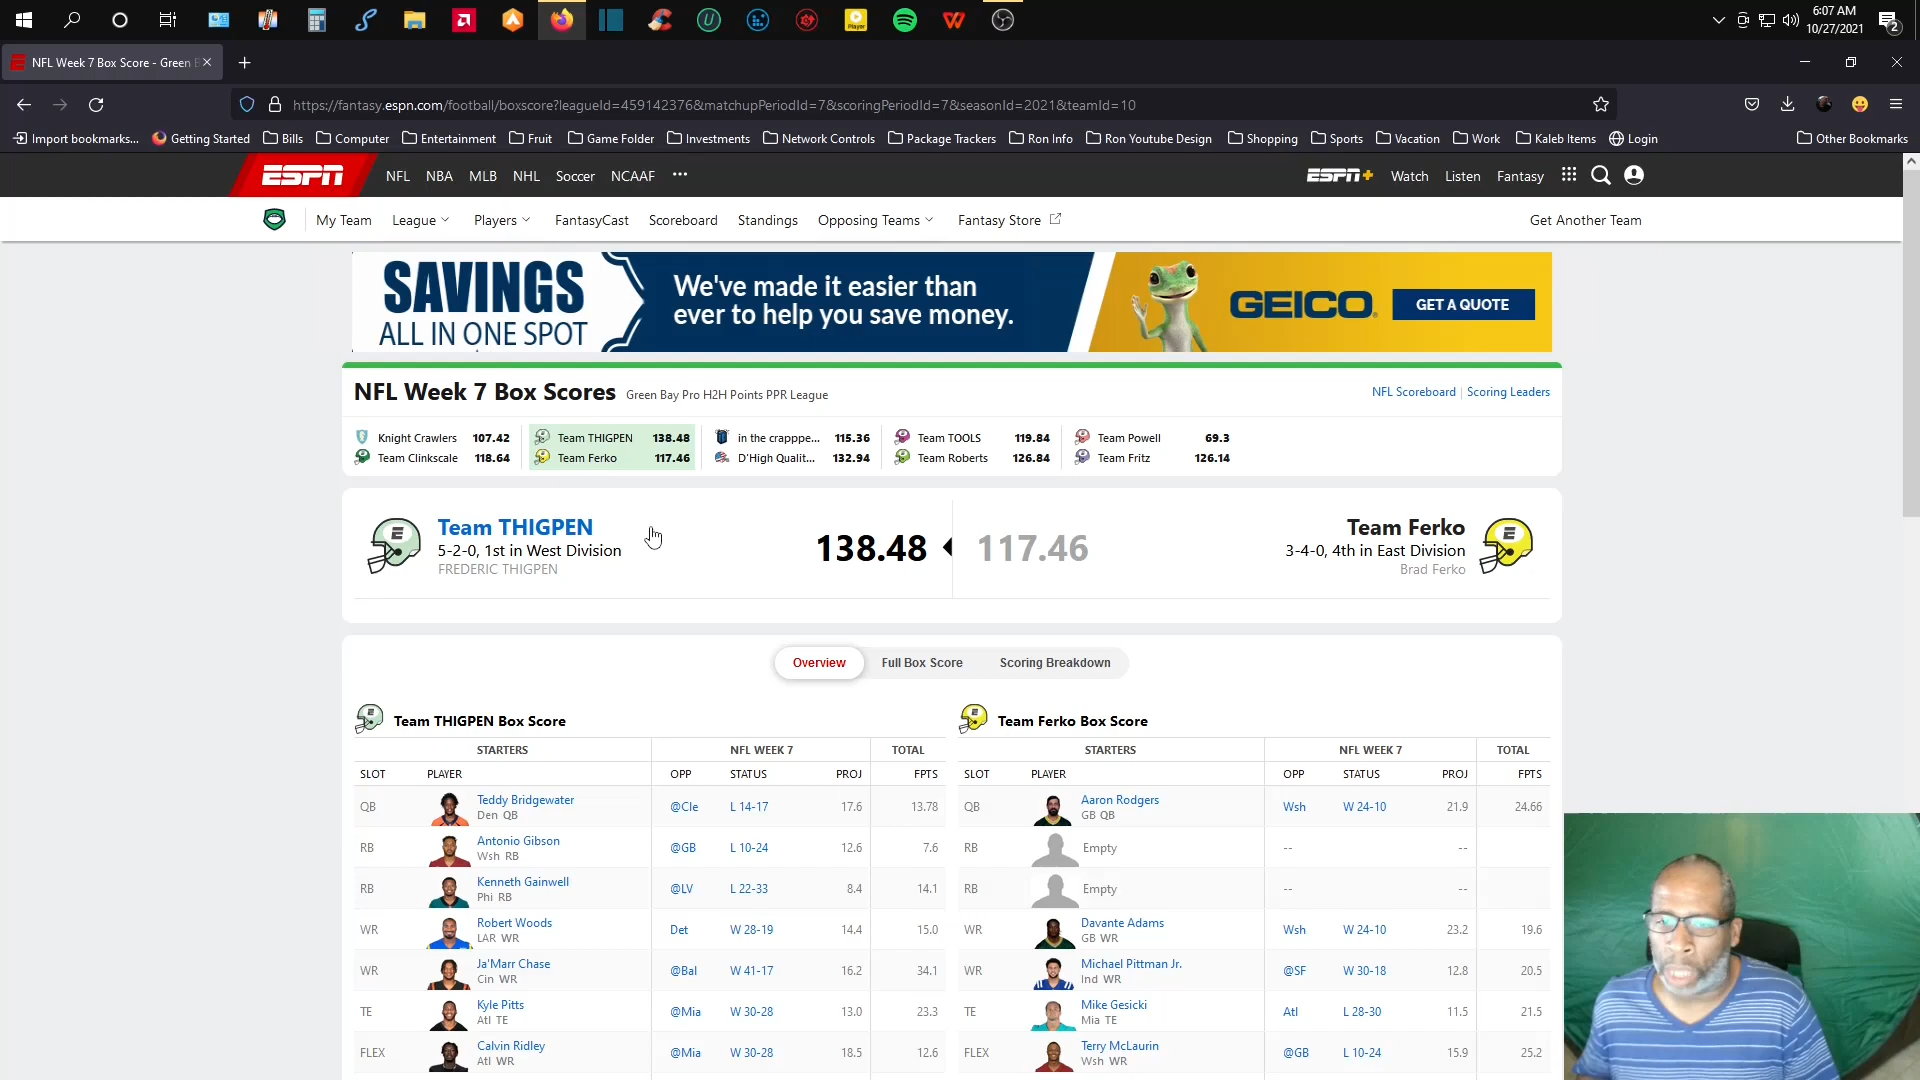 6:07 AM
10/27/2021
2
NFL Week 7 Box Score - Green B
https://fantasy.espn.com/football/boxscore?leagueId=459142376&matchupPeriodId=7&scoringPeriodId=7&seasonId=2021&teamId=10
Import bookmarks... Getting Started Bills Computer Entertainment Fruit Game Folder Investments Network Controls Package Trackers Ron Info Ron Youtube Design Shopping Sports Vacation Work Kaleb Items Login Other Bookmarks
ESPN NFL NBA MLB NHL Soccer NCAAF ••• ESPN+ Watch Listen Fantasy
My Team League Players FantasyCast Scoreboard Standings Opposing Teams Fantasy Store Get Another Team
SAVINGS
ALL IN ONE SPOT
We've made it easier than
ever to help you save money.
GEICO GET A QUOTE
NFL Week 7 Box Scores Green Bay Pro H2H Points PPR League NFL Scoreboard | Scoring Leaders
Knight Crawlers 107.42 Team THIGPEN 138.48 in the crapppe... 115.36 Team TOOLS 119.84 Team Powell 69.3
Team Clinkscale 118.64 Team Ferko 117.46 D'High Qualit... 132.94 Team Roberts 126.84 Team Fritz 126.14
Team THIGPEN
5-2-0, 1st in West Division
FREDERIC THIGPEN
138.48 117.46
Team Ferko
3-4-0, 4th in East Division
Brad Ferko
Overview Full Box Score Scoring Breakdown
Team THIGPEN Box Score
STARTERS NFL WEEK 7 TOTAL
SLOT PLAYER OPP STATUS PROJ FPTS
QB Teddy Bridgewater @Cle L 14-17 17.6 13.78
Den QB
RB Antonio Gibson @GB L 10-24 12.6 7.6
Wsh RB
RB Kenneth Gainwell @LV L 22-33 8.4 14.1
Phi RB
WR Robert Woods Det W 28-19 14.4 15.0
LAR WR
WR Ja'Marr Chase @Bal W 41-17 16.2 34.1
Cin WR
TE Kyle Pitts @Mia W 30-28 13.0 23.3
Atl TE
FLEX Calvin Ridley @Mia W 30-28 18.5 12.6
Atl WR
Team Ferko Box Score
STARTERS NFL WEEK 7 TOTAL
SLOT PLAYER OPP STATUS PROJ FPTS
QB Aaron Rodgers Wsh W 24-10 21.9 24.66
GB QB
RB Empty -- --
RB Empty -- --
WR Davante Adams Wsh W 24-10 23.2 19.6
GB WR
WR Michael Pittman Jr. @SF W 30-18 12.8 20.5
Ind WR
TE Mike Gesicki Atl L 28-30 11.5 21.5
Mia TE
FLEX Terry McLaurin @GB L 10-24 15.9 25.2
Wsh WR